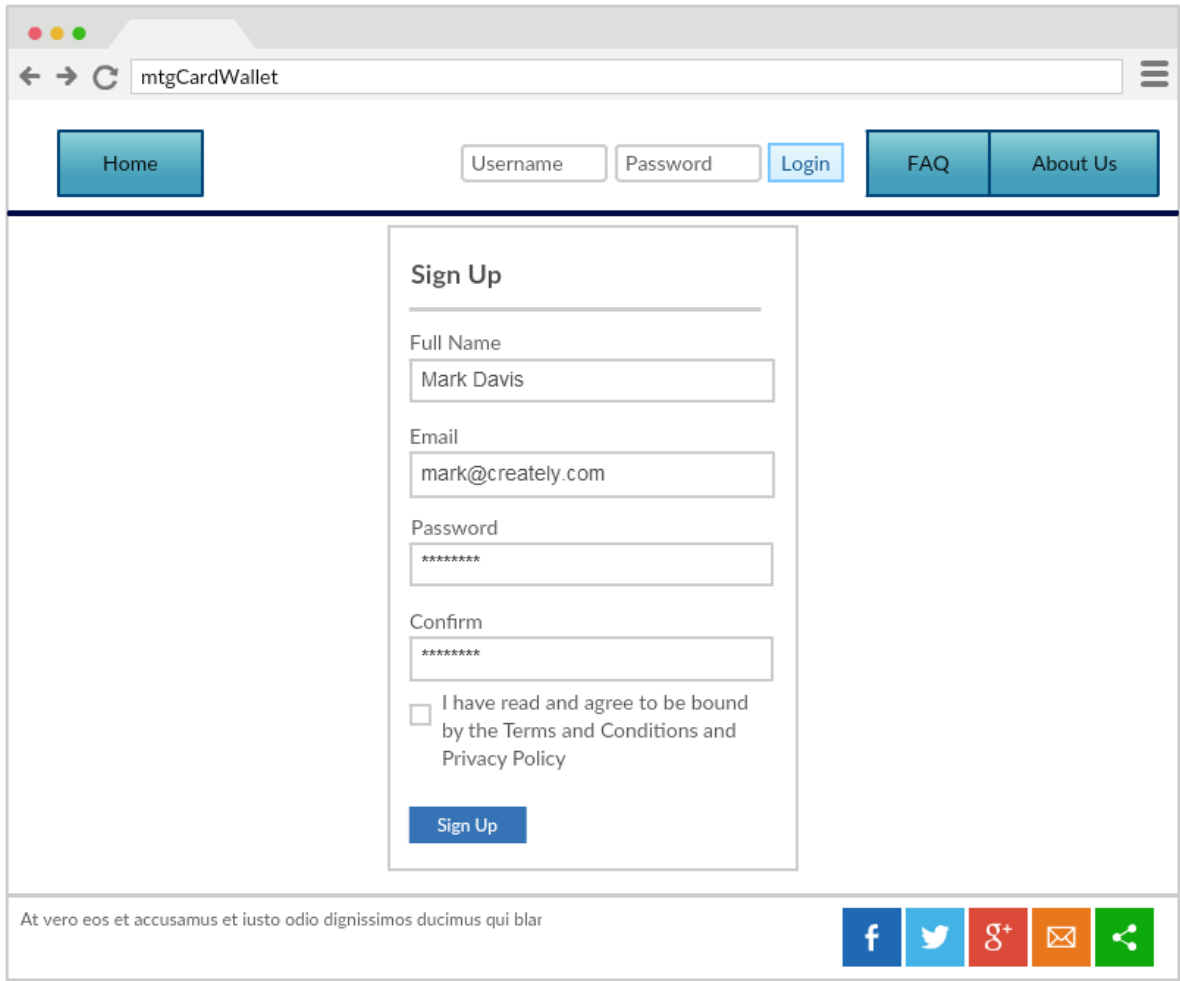 mtgCardWallet
Home
Username
Password
Login
FAQ
About Us
Sign Up
Full Name
Mark Davis
Email
mark@creately.com
Password
********
Confirm
********
I have read and agree to be bound
by the Terms and Conditions and
Privacy Policy
Sign Up
At vero eos et accusamus et iusto odio dignissimos ducimus qui blan
f
g+